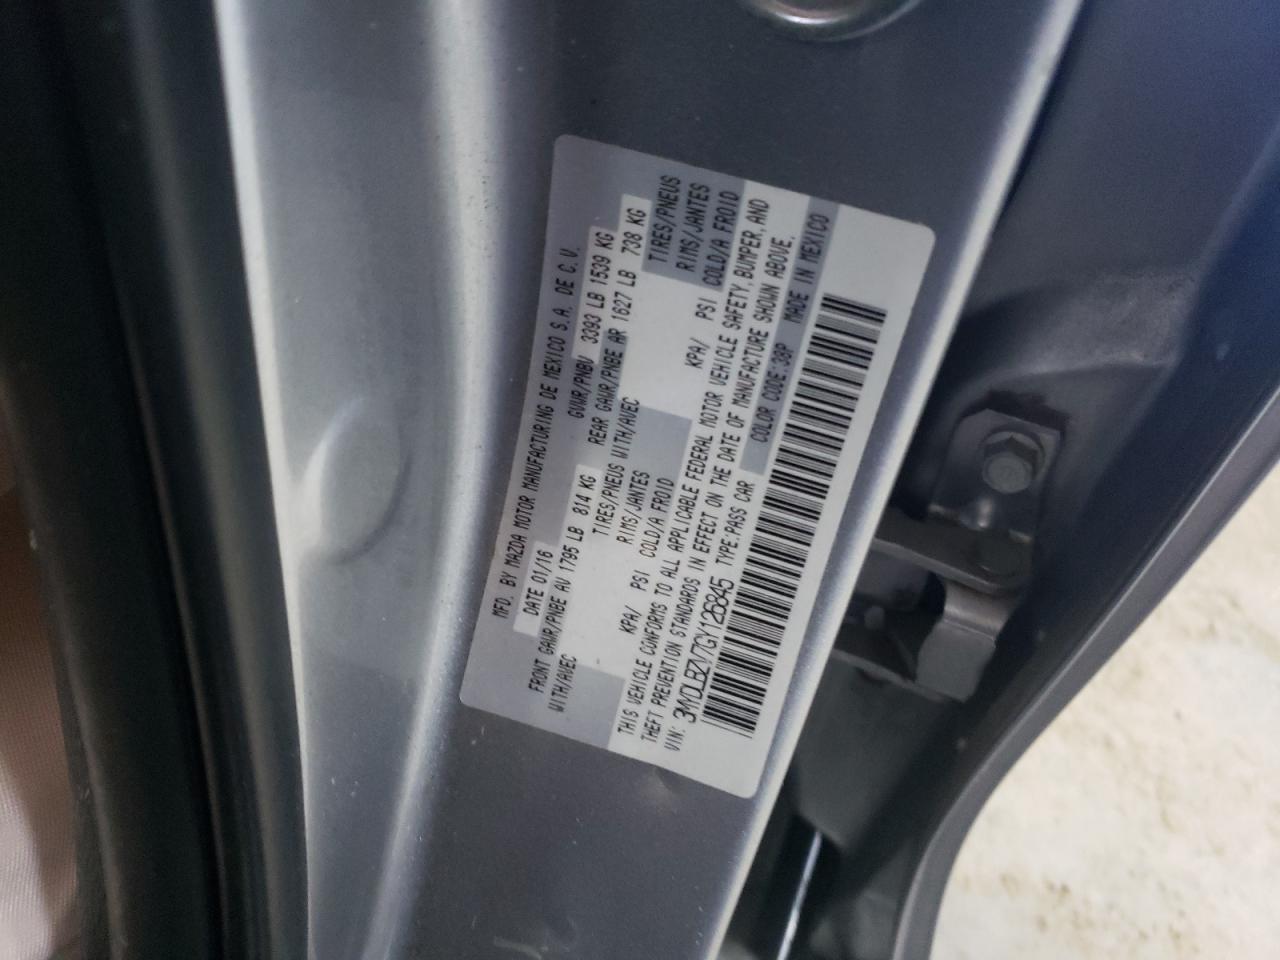 MFD. BY MAZDA MOTOR MANUFACTURING DE MEXICO S.A. DE C.V.
DATE 01/16 GVWR/PNBV 3393 LB 1539 KG
FRONT GAWR/PNBE AV 1795 LB 814 KG REAR GAWR/PNBE AR 1627 LB 738 KG
WITH/AVEC TIRES/PNEUS WITH/AVEC TIRES/PNEUS
RIMS/JANTES RIMS/JANTES
KPA/ PSI COLD/A FROID KPA/ PSI COLD/A FROID
THIS VEHICLE CONFORMS TO ALL APPLICABLE FEDERAL MOTOR VEHICLE SAFETY, BUMPER, AND
THEFT PREVENTION STANDARDS IN EFFECT ON THE DATE OF MANUFACTURE SHOWN ABOVE.
VIN: 3MYDLBZV7GY126845 TYPE:PASS CAR COLOR CODE:38P MADE IN MEXICO